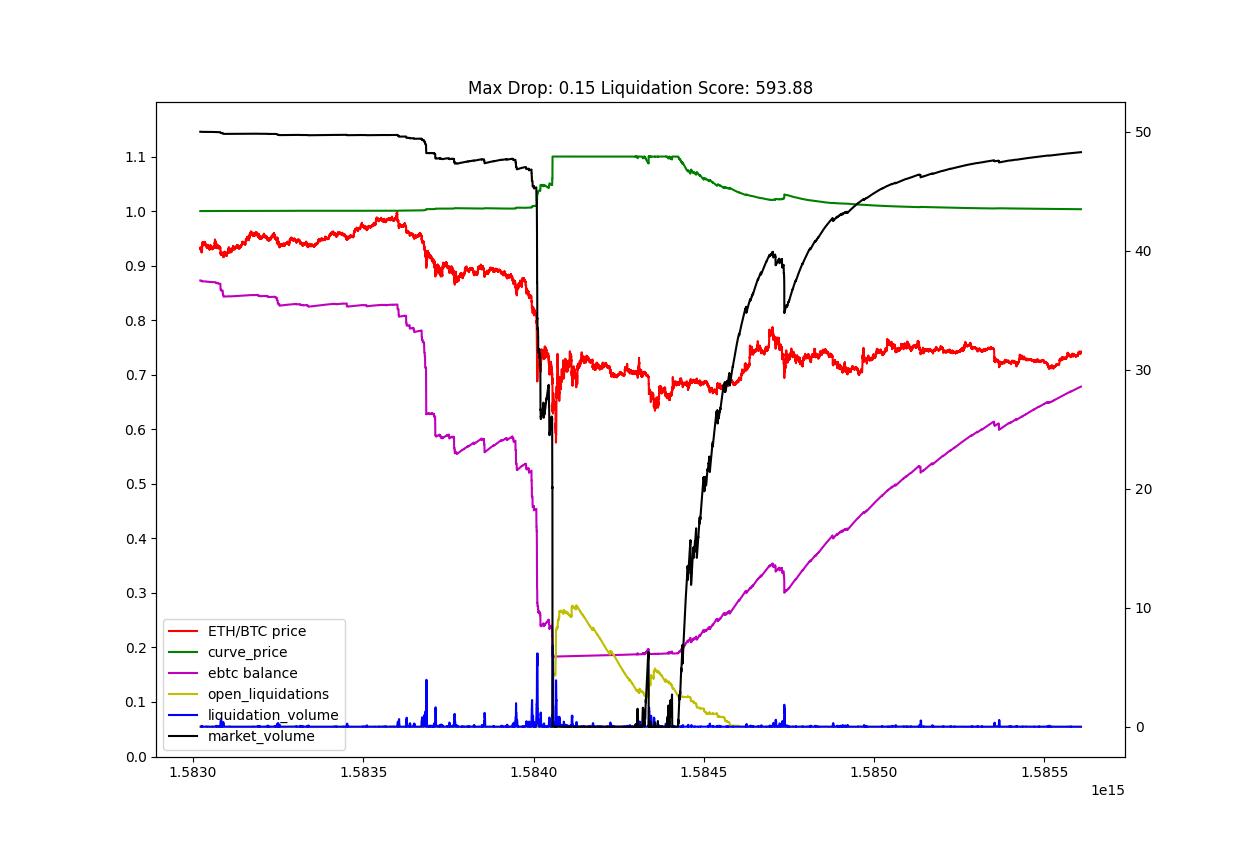 Max Drop: 0.15 Liquidation Score: 593.88
1.1
1.0
0.9
0.8
0.7
0.6
0.5
0.4
0.3
0.2
0.1
0.0
50
40
30
20
10
0
ETH/BTC price
curve_price
ebtc balance
open_liquidations
liquidation_volume
market_volume
1.5830 1.5835 1.5840 1.5845 1.5850 1.5855
1e15